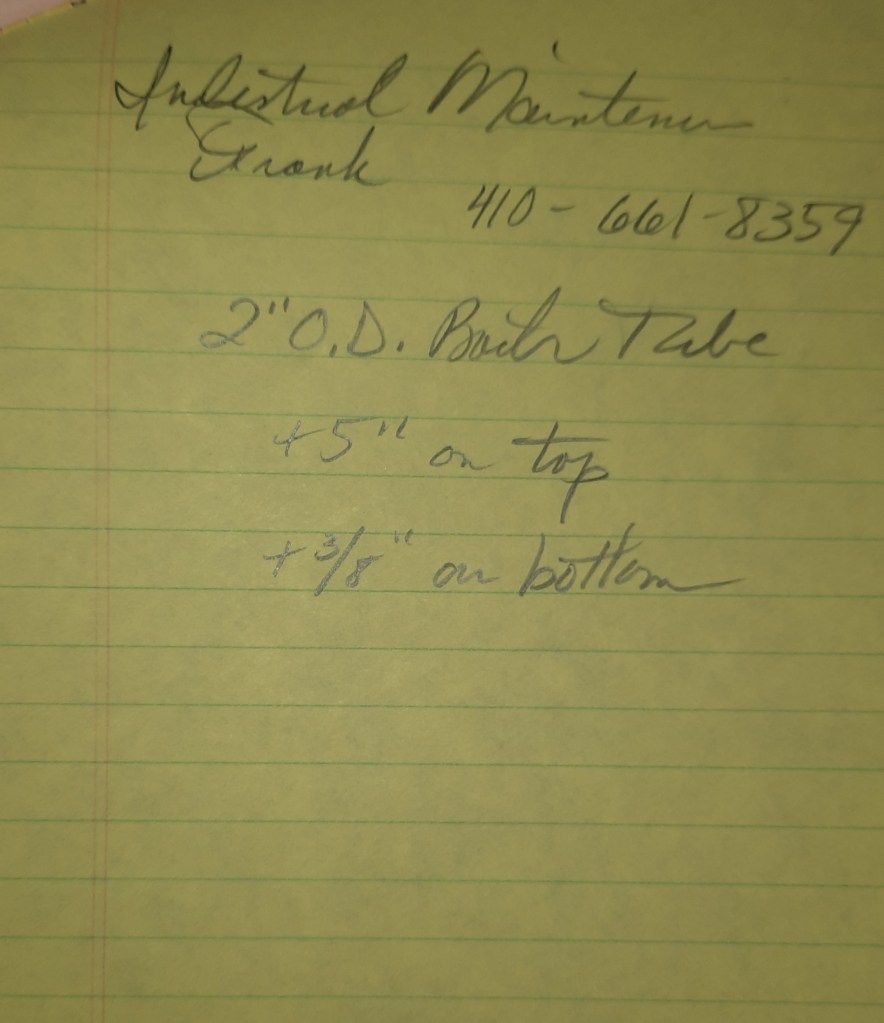 Industrial Maintenance
Frank
410-661-8359
2" O.D. Boiler Tube
+5" on top
+3/8" on bottom